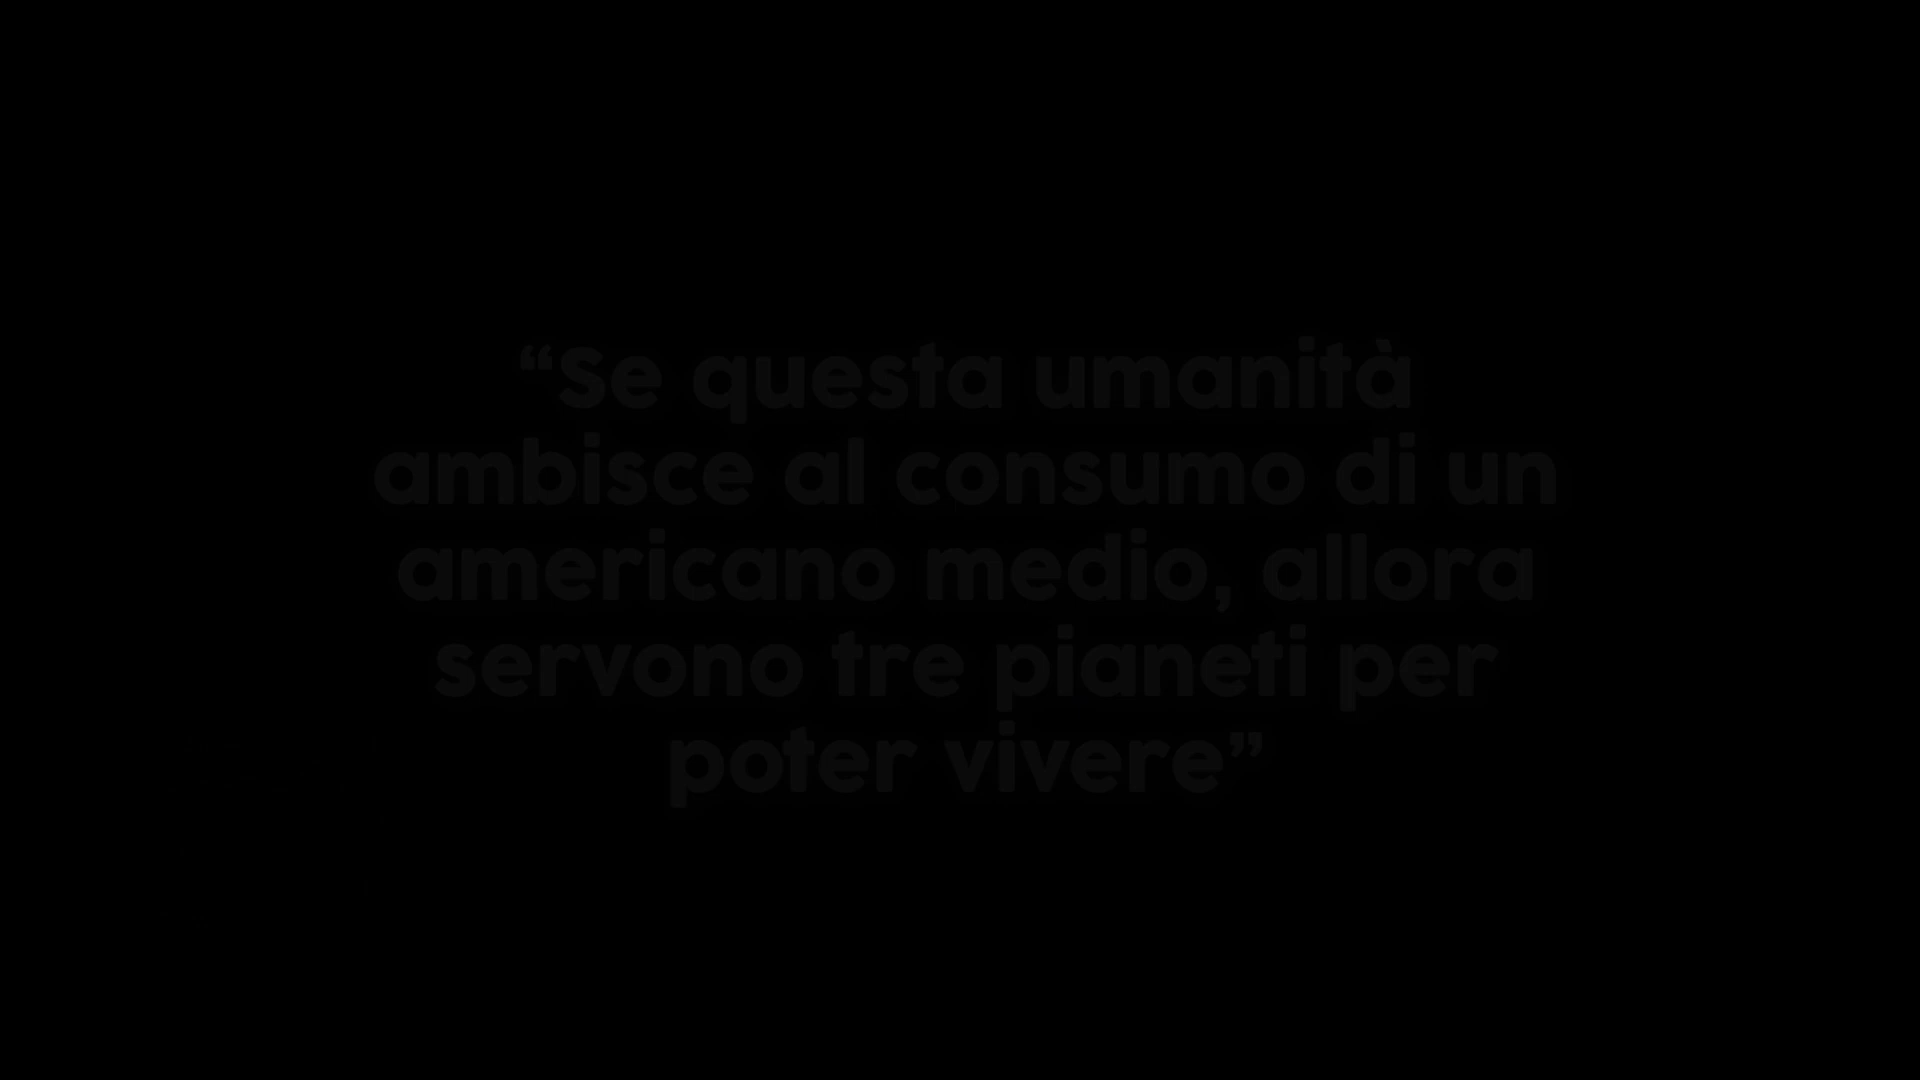 “Se questa umanità
ambisce al consumo di un
americano medio, allora
servono tre pianeti per
poter vivere”